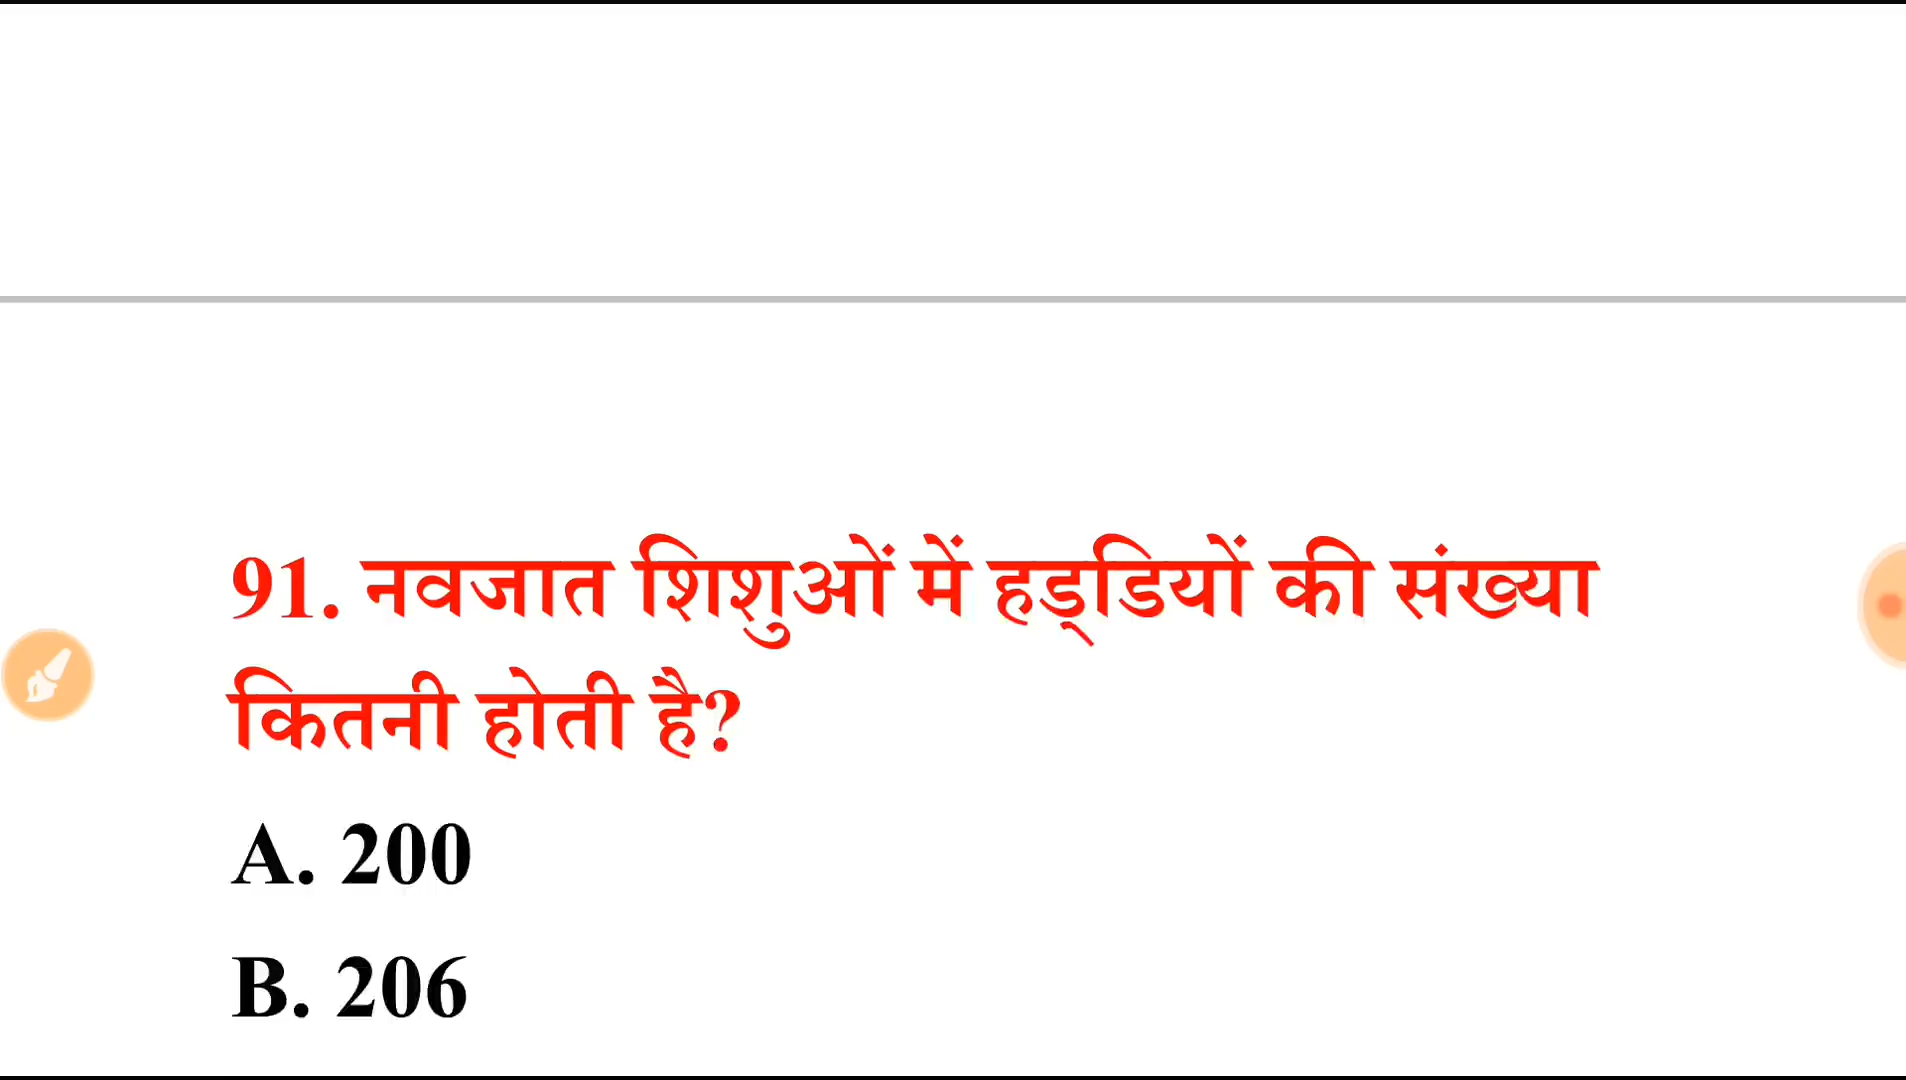 91. नवजात शिशुओं में हड्डियों की संख्या
कितनी होती है?
A. 200
B. 206